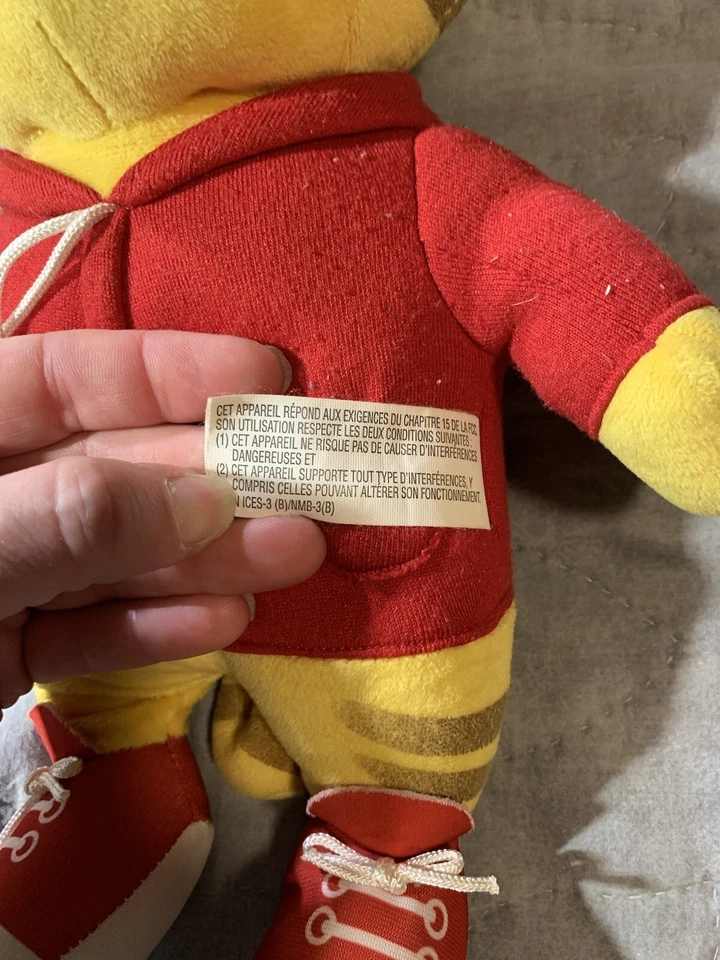 CET APPAREIL RÉPOND AUX EXIGENCES DU CHAPITRE 15 DE LA FCC.
SON UTILISATION RESPECTE LES DEUX CONDITIONS SUIVANTES :
(1) CET APPAREIL NE RISQUE PAS DE CAUSER D'INTERFÉRENCES
DANGEREUSES ET
(2) CET APPAREIL SUPPORTE TOUT TYPE D'INTERFÉRENCES, Y
COMPRIS CELLES POUVANT ALTÉRER SON FONCTIONNEMENT.
ICES-3 (B)/NMB-3(B)